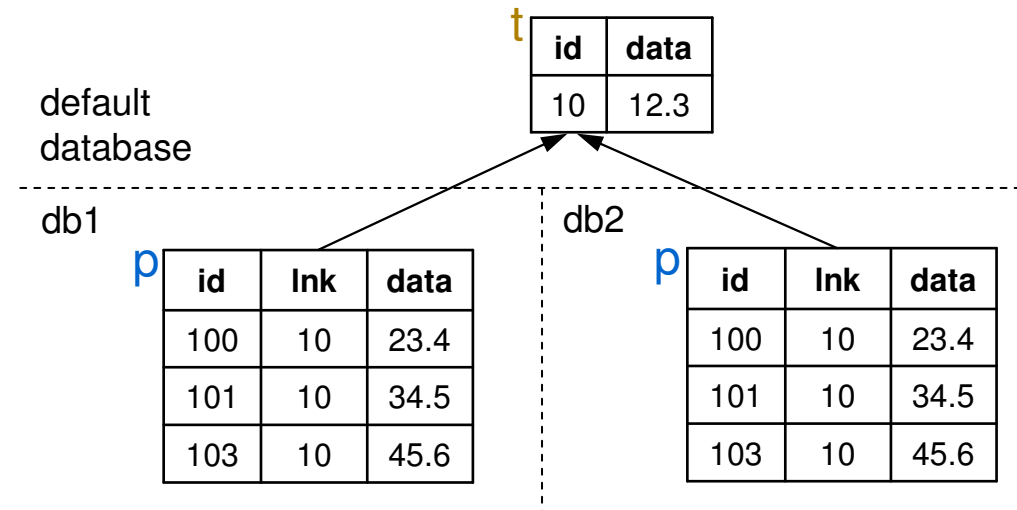 t
id data
10 12.3
default
database
db1
p
id lnk data
100 10 23.4
101 10 34.5
103 10 45.6
db2
p
id lnk data
100 10 23.4
101 10 34.5
103 10 45.6